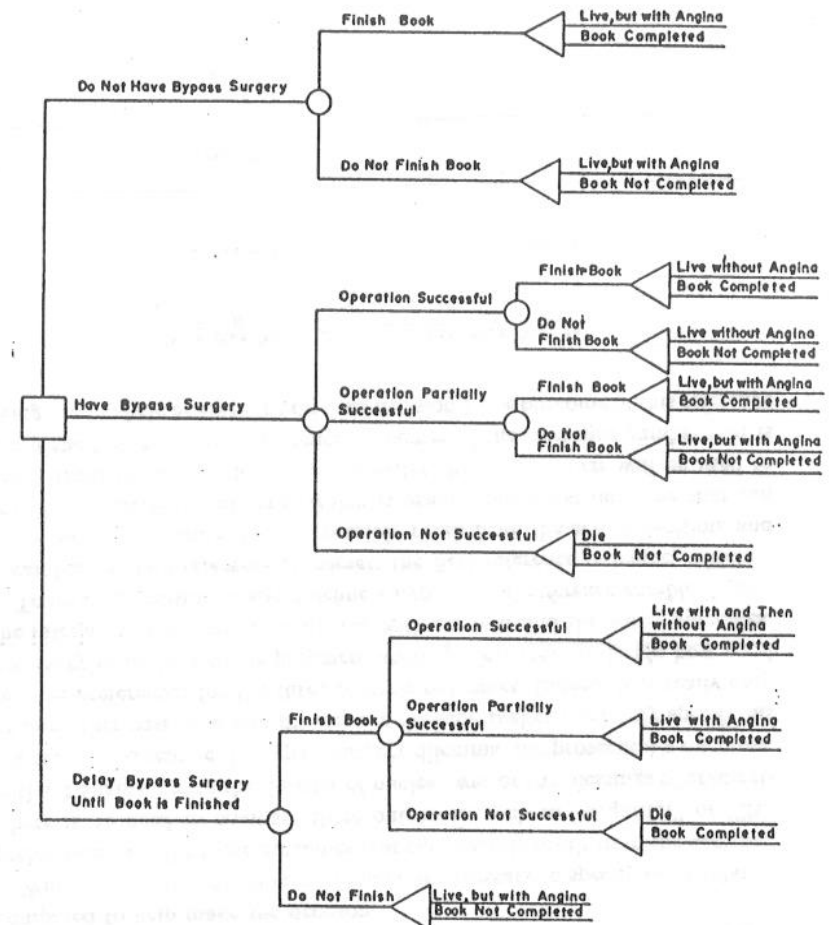 Finish Book
Live, but with Angina
Book Completed
Do Not Have Bypass Surgery
Do Not Finish Book
Live, but with Angina
Book Not Completed
Finish Book
Live without Angina
Book Completed
Operation Successful
Do Not
Finish Book
Live without Angina
Book Not Completed
Have Bypass Surgery
Operation Partially
Successful
Finish Book
Live, but with Angina
Book Completed
Do Not
Finish Book
Live, but with Angina
Book Not Completed
Operation Not Successful
Die
Book Not Completed
Operation Successful
Live with and Then
without Angina
Book Completed
Finish Book
Operation Partially
Successful
Live with Angina
Book Completed
Delay Bypass Surgery
Until Book is Finished
Operation Not Successful
Die
Book Completed
Do Not Finish
Live, but with Angina
Book Not Completed